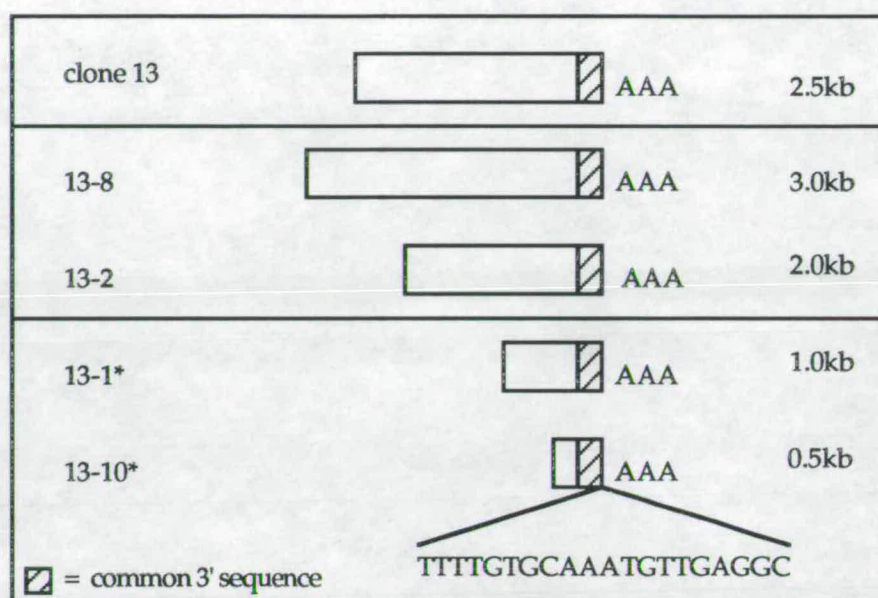 clone 13 AAA 2.5kb
13-8 AAA 3.0kb
13-2 AAA 2.0kb
13-1* AAA 1.0kb
13-10* AAA 0.5kb
TTTTGTGCAAATGTTGAGGC
= common 3' sequence